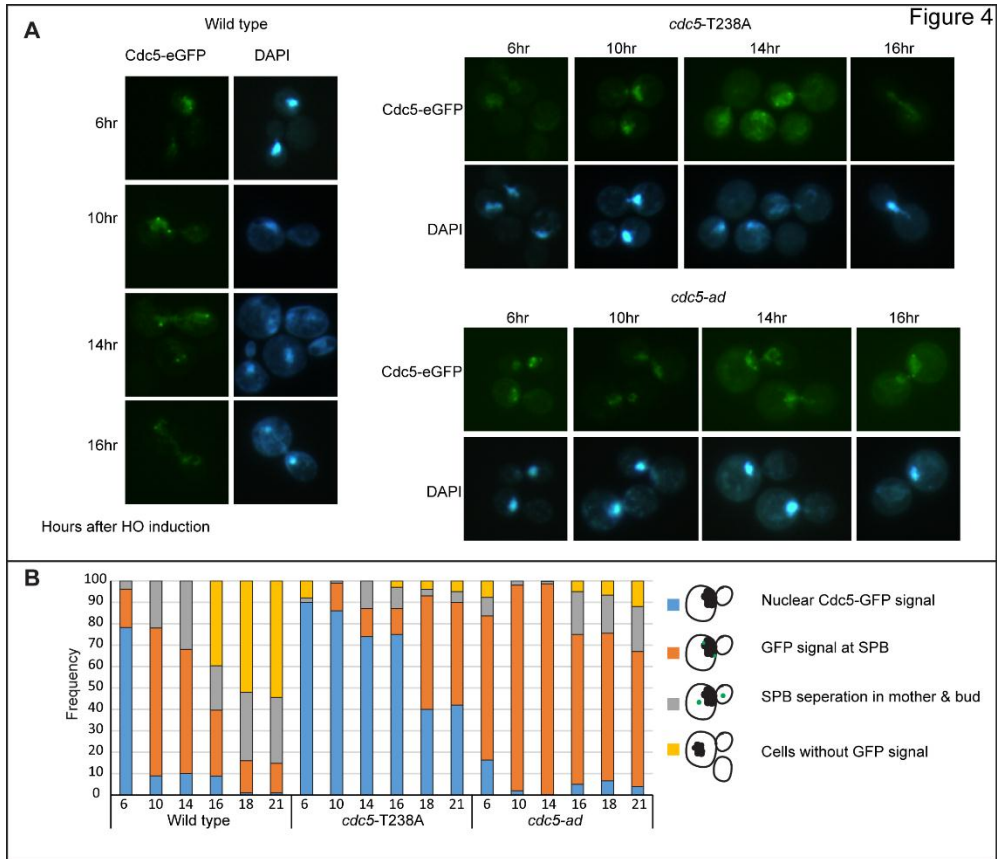 Figure 4
A
Wild type
Cdc5-eGFP DAPI
6hr
10hr
14hr
16hr
Hours after HO induction
cdc5-T238A
6hr 10hr 14hr 16hr
Cdc5-eGFP
DAPI
cdc5-ad
6hr 10hr 14hr 16hr
Cdc5-eGFP
DAPI
B
Frequency
100
90
80
70
60
50
40
30
20
10
0
6 10 14 16 18 21 6 10 14 16 18 21 6 10 14 16 18 21
Wild type cdc5-T238A cdc5-ad
Nuclear Cdc5-GFP signal
GFP signal at SPB
SPB seperation in mother & bud
Cells without GFP signal